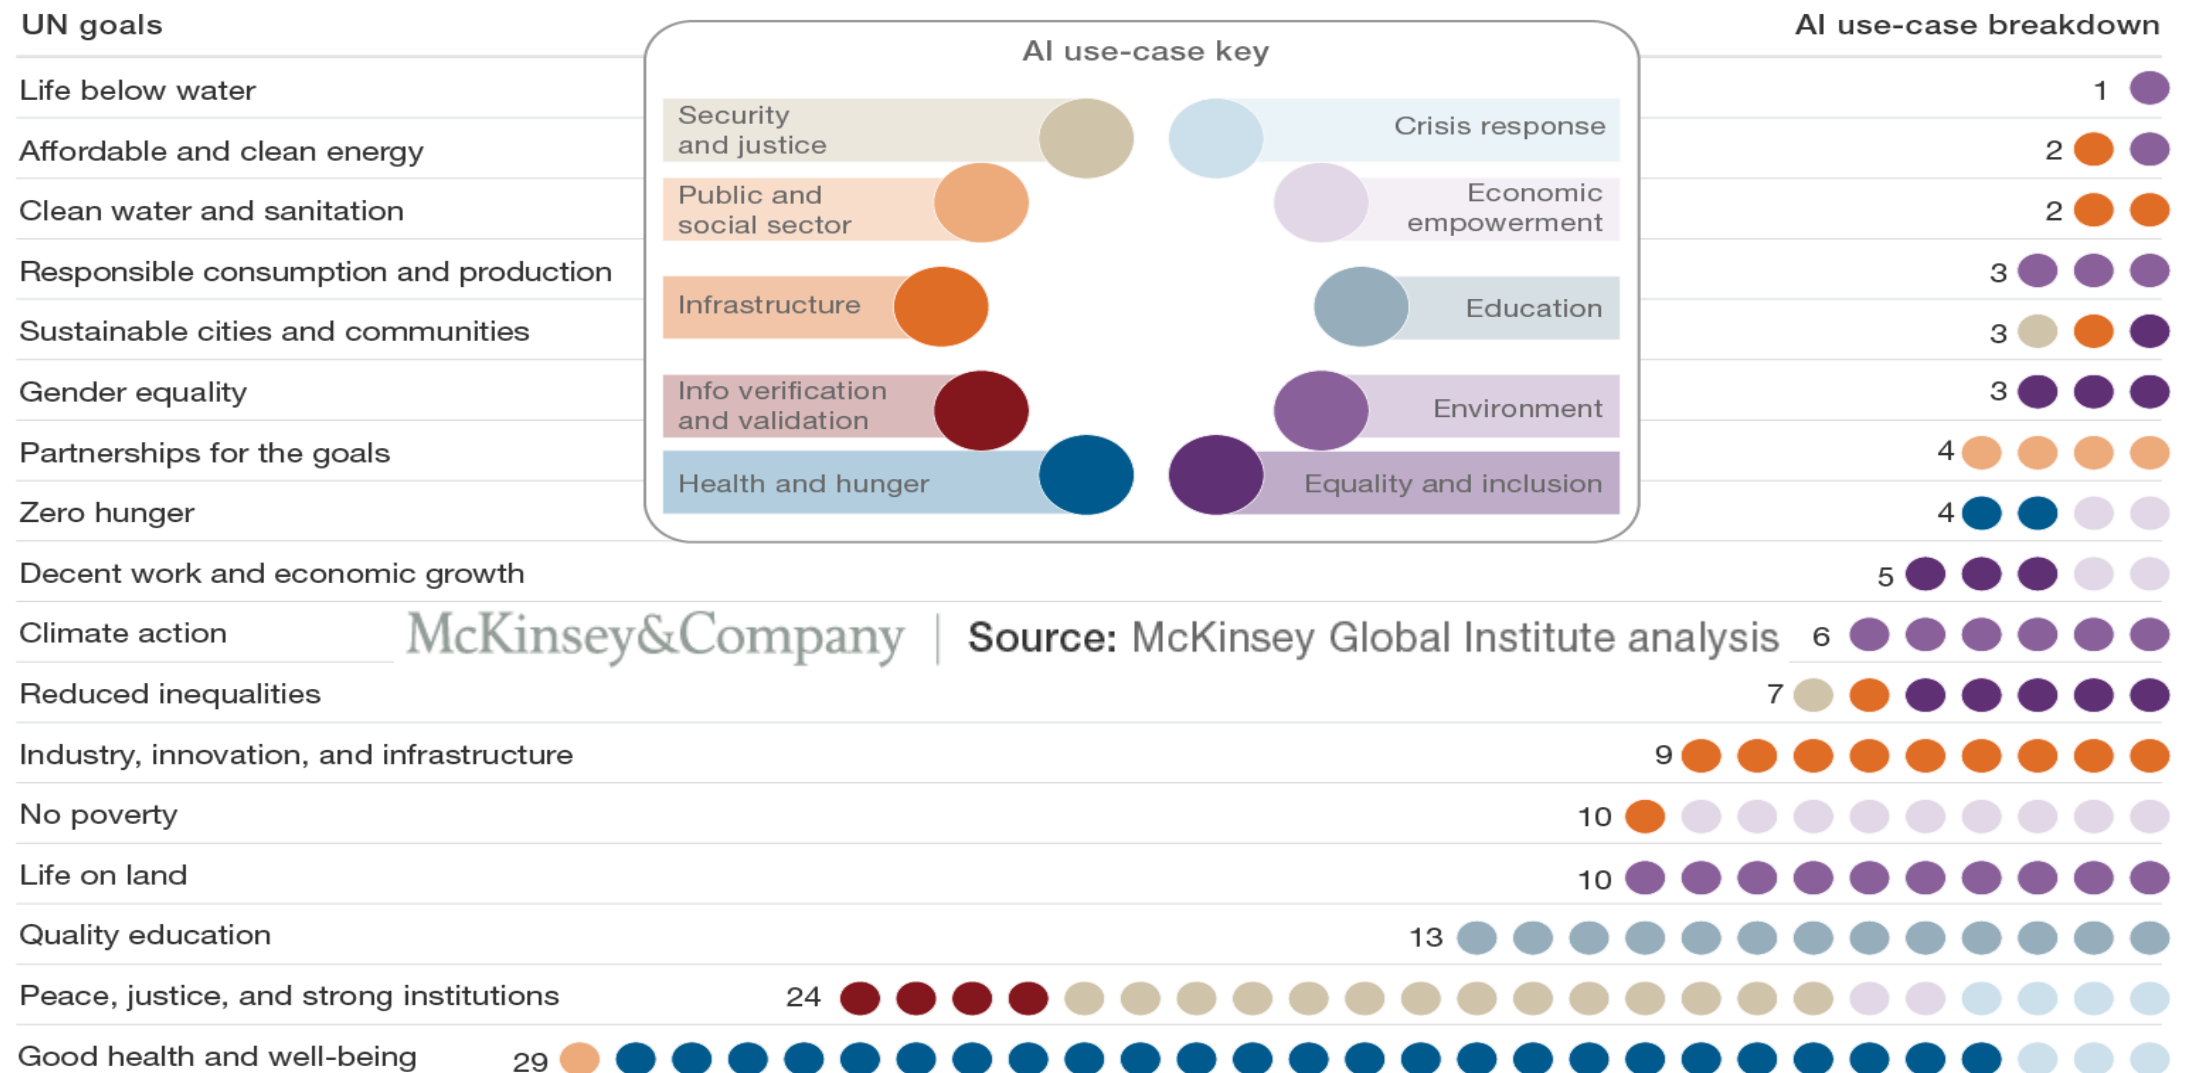 UN goals
AI use-case breakdown
AI use-case key
Security
and justice
Crisis response
Public and
social sector
Economic
empowerment
Infrastructure
Education
Info verification
and validation
Environment
Health and hunger
Equality and inclusion
Life below water 1
Affordable and clean energy 2
Clean water and sanitation 2
Responsible consumption and production 3
Sustainable cities and communities 3
Gender equality 3
Partnerships for the goals 4
Zero hunger 4
Decent work and economic growth 5
Climate action 6
McKinsey&Company | Source: McKinsey Global Institute analysis
Reduced inequalities 7
Industry, innovation, and infrastructure 9
No poverty 10
Life on land 10
Quality education 13
Peace, justice, and strong institutions 24
Good health and well-being 29